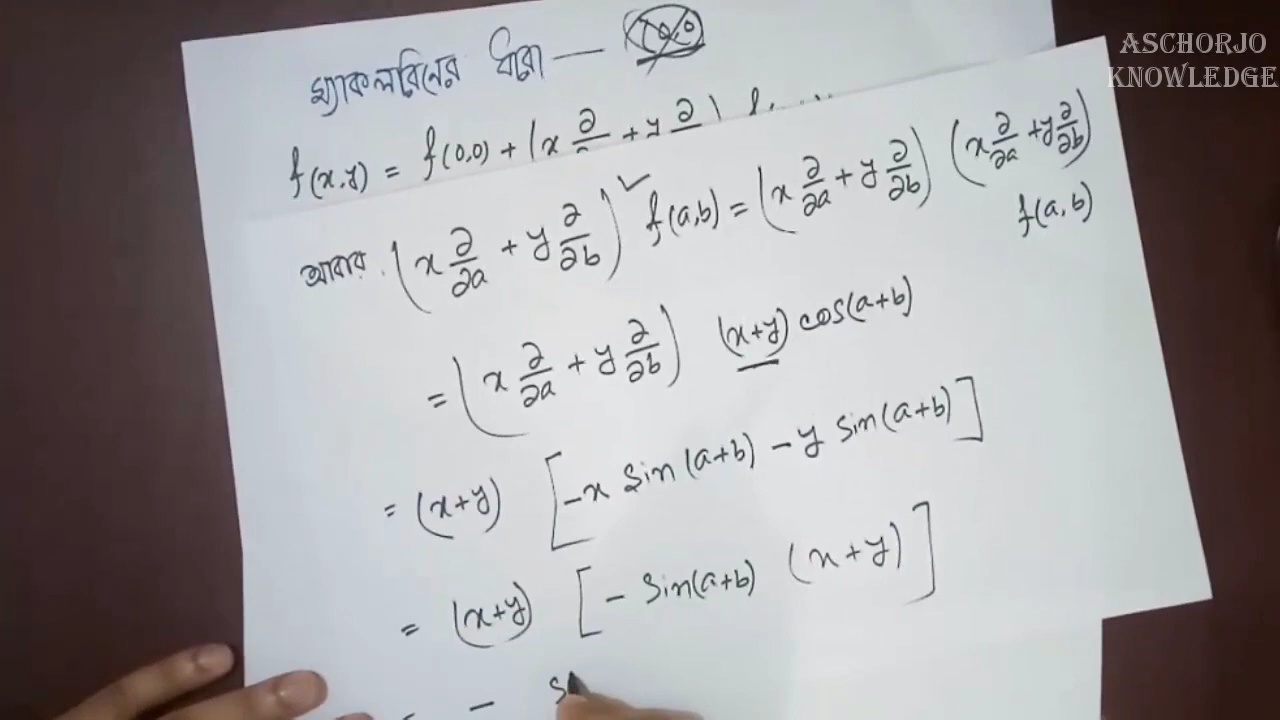 ASCHORJO
KNOWLEDGE
ম্যাকলরিনের ধারা —
f(x,y) = f(0,0) + (x ∂ + y ∂
আবার (x ∂/∂a + y ∂/∂b)² f(a,b) = (x ∂/∂a + y ∂/∂b) (x ∂/∂a + y ∂/∂b)
f(a,b)
= (x ∂/∂a + y ∂/∂b) (x+y) cos(a+b)
= (x+y) [-x sin(a+b) - y sin(a+b)]
= (x+y) [- sin(a+b) (x+y)]
= - s